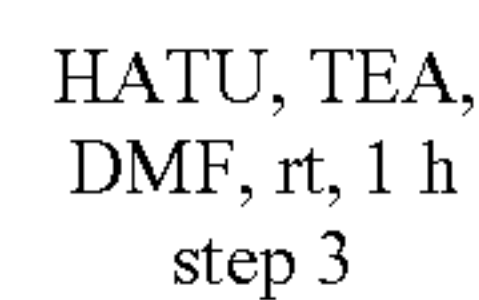 HATU, TEA,
DMF, rt, 1 h
step 3